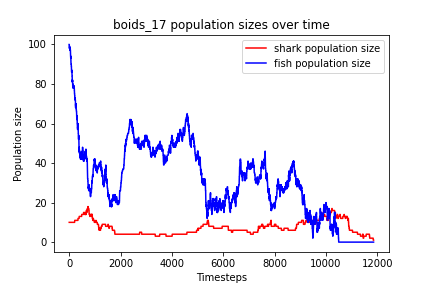 boids_17 population sizes over time
shark population size
fish population size
Population size
100
80
60
40
20
0
0
2000
4000
6000
8000
10000
12000
Timesteps